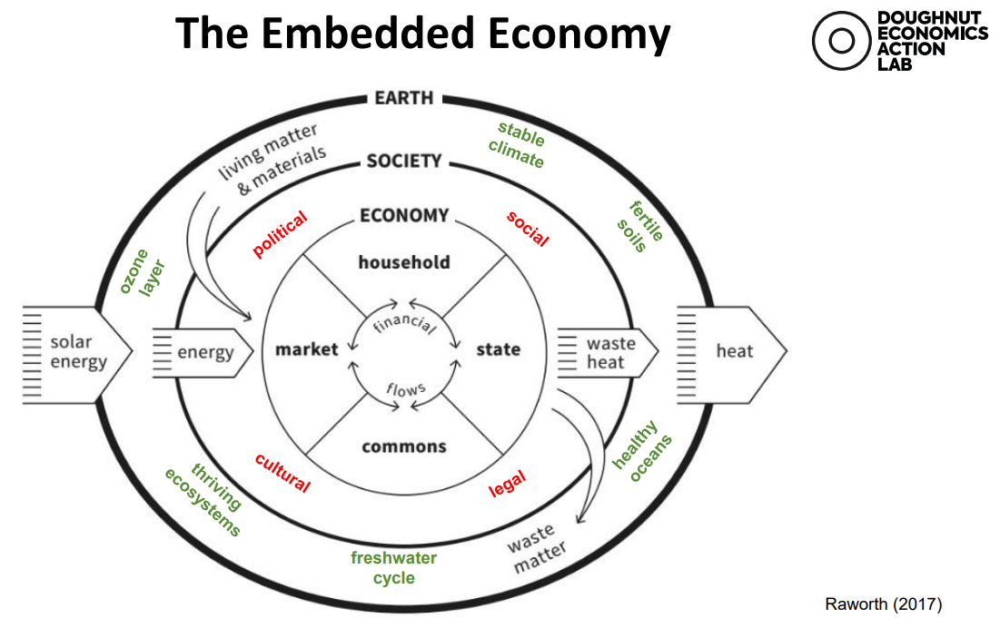 The Embedded Economy
DOUGHNUT
ECONOMICS
ACTION
LAB
EARTH
living matter
& materials
stable
climate
SOCIETY
ECONOMY
political
social
fertile
soils
ozone
layer
household
financial
solar
energy
energy
market
state
waste
heat
heat
flows
commons
cultural
legal
healthy
oceans
thriving
ecosystems
waste
matter
freshwater
cycle
Raworth (2017)